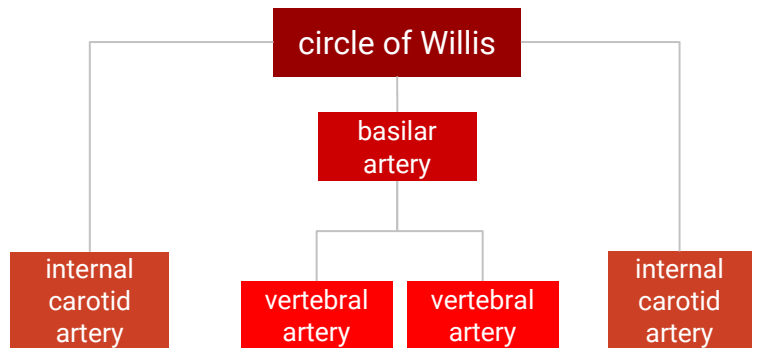 circle of Willis
basilar
artery
internal
carotid
artery
vertebral
artery
vertebral
artery
internal
carotid
artery